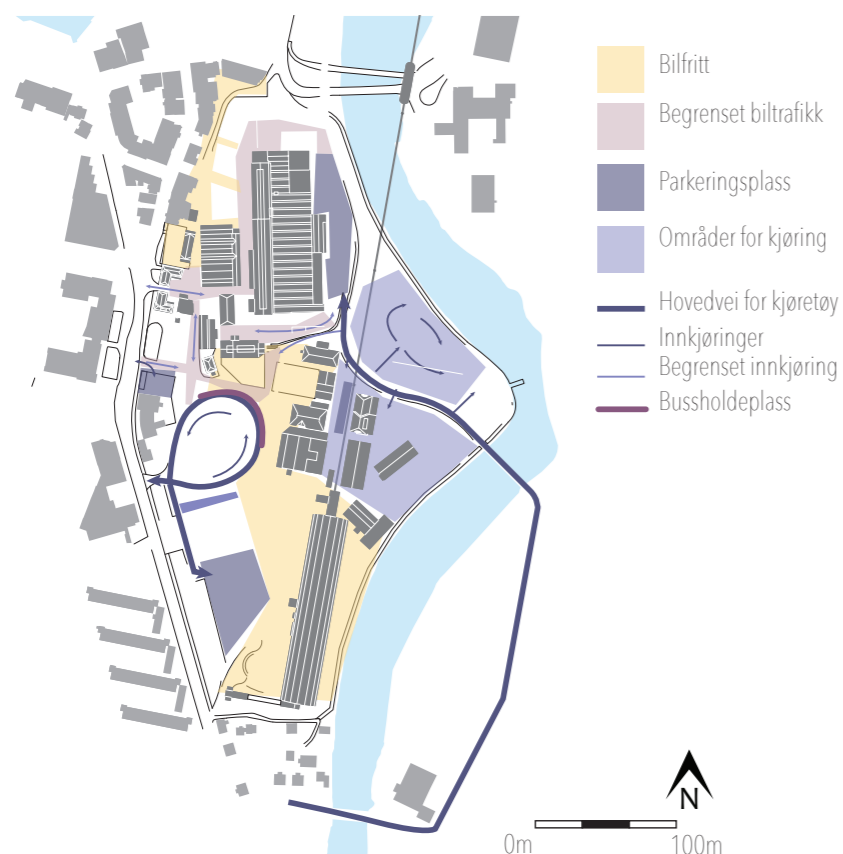 Bilfritt
Begrenset biltrafikk
Parkeringsplass
Områder for kjøring
Hovedvei for kjøretøy
Innkjøringer
Begrenset innkjøring
Bussholdeplass
N
0m 100m